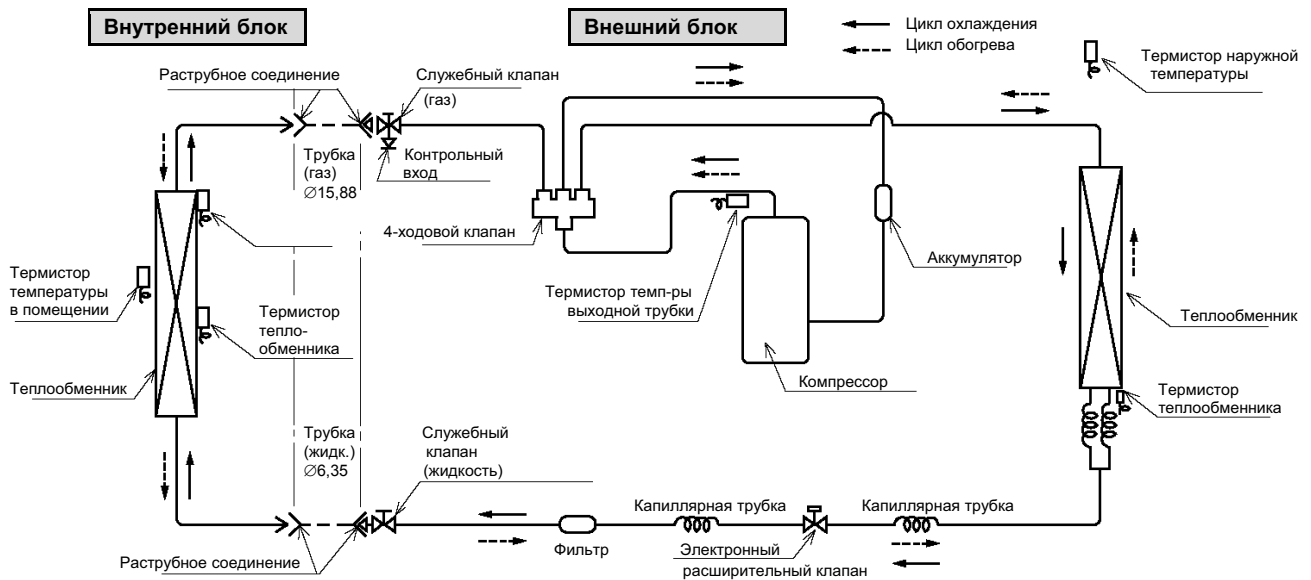 Внутренний блок
Внешний блок
Цикл охлаждения
Цикл обогрева
Термистор наружной
температуры
Раструбное соединение
Служебный клапан
(газ)
Трубка
(газ)
∅15,88
Контрольный
вход
4-ходовой клапан
Аккумулятор
Термистор
температуры
в помещении
Термистор
тепло-
обменника
Термистор темп-ры
выходной трубки
Теплообменник
Теплообменник
Компрессор
Термистор
теплообменника
Трубка
(жидк.)
∅6,35
Служебный
клапан
(жидкость)
Капиллярная трубка
Капиллярная трубка
Фильтр
Электронный
расширительный клапан
Раструбное соединение